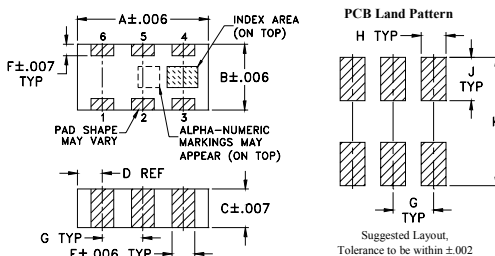 A±.006
INDEX AREA
(ON TOP)
6 5 4
F±.007
TYP
B±.006
1 2 3
PAD SHAPE
MAY VARY
ALPHA-NUMERIC
MARKINGS MAY
APPEAR (ON TOP)
D REF
C±.007
G TYP
E±.006 TYP
PCB Land Pattern
H TYP
J
TYP
G
TYP
Suggested Layout,
Tolerance to be within ±.002